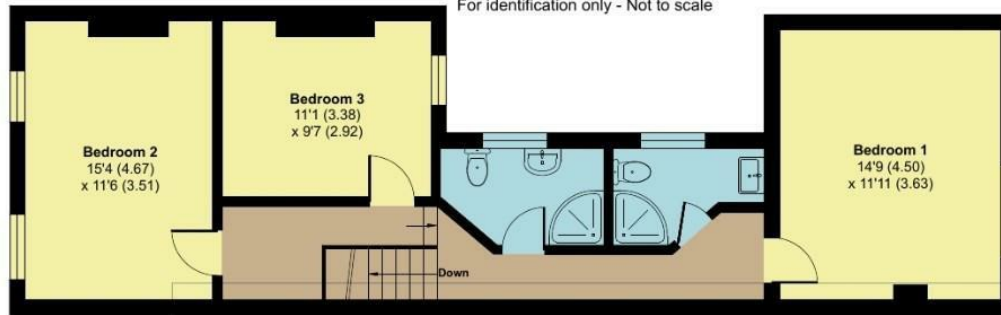 For identification only - Not to scale
Bedroom 3
11'1 (3.38)
x 9'7 (2.92)
Bedroom 2
15'4 (4.67)
x 11'6 (3.51)
Bedroom 1
14'9 (4.50)
x 11'11 (3.63)
Down